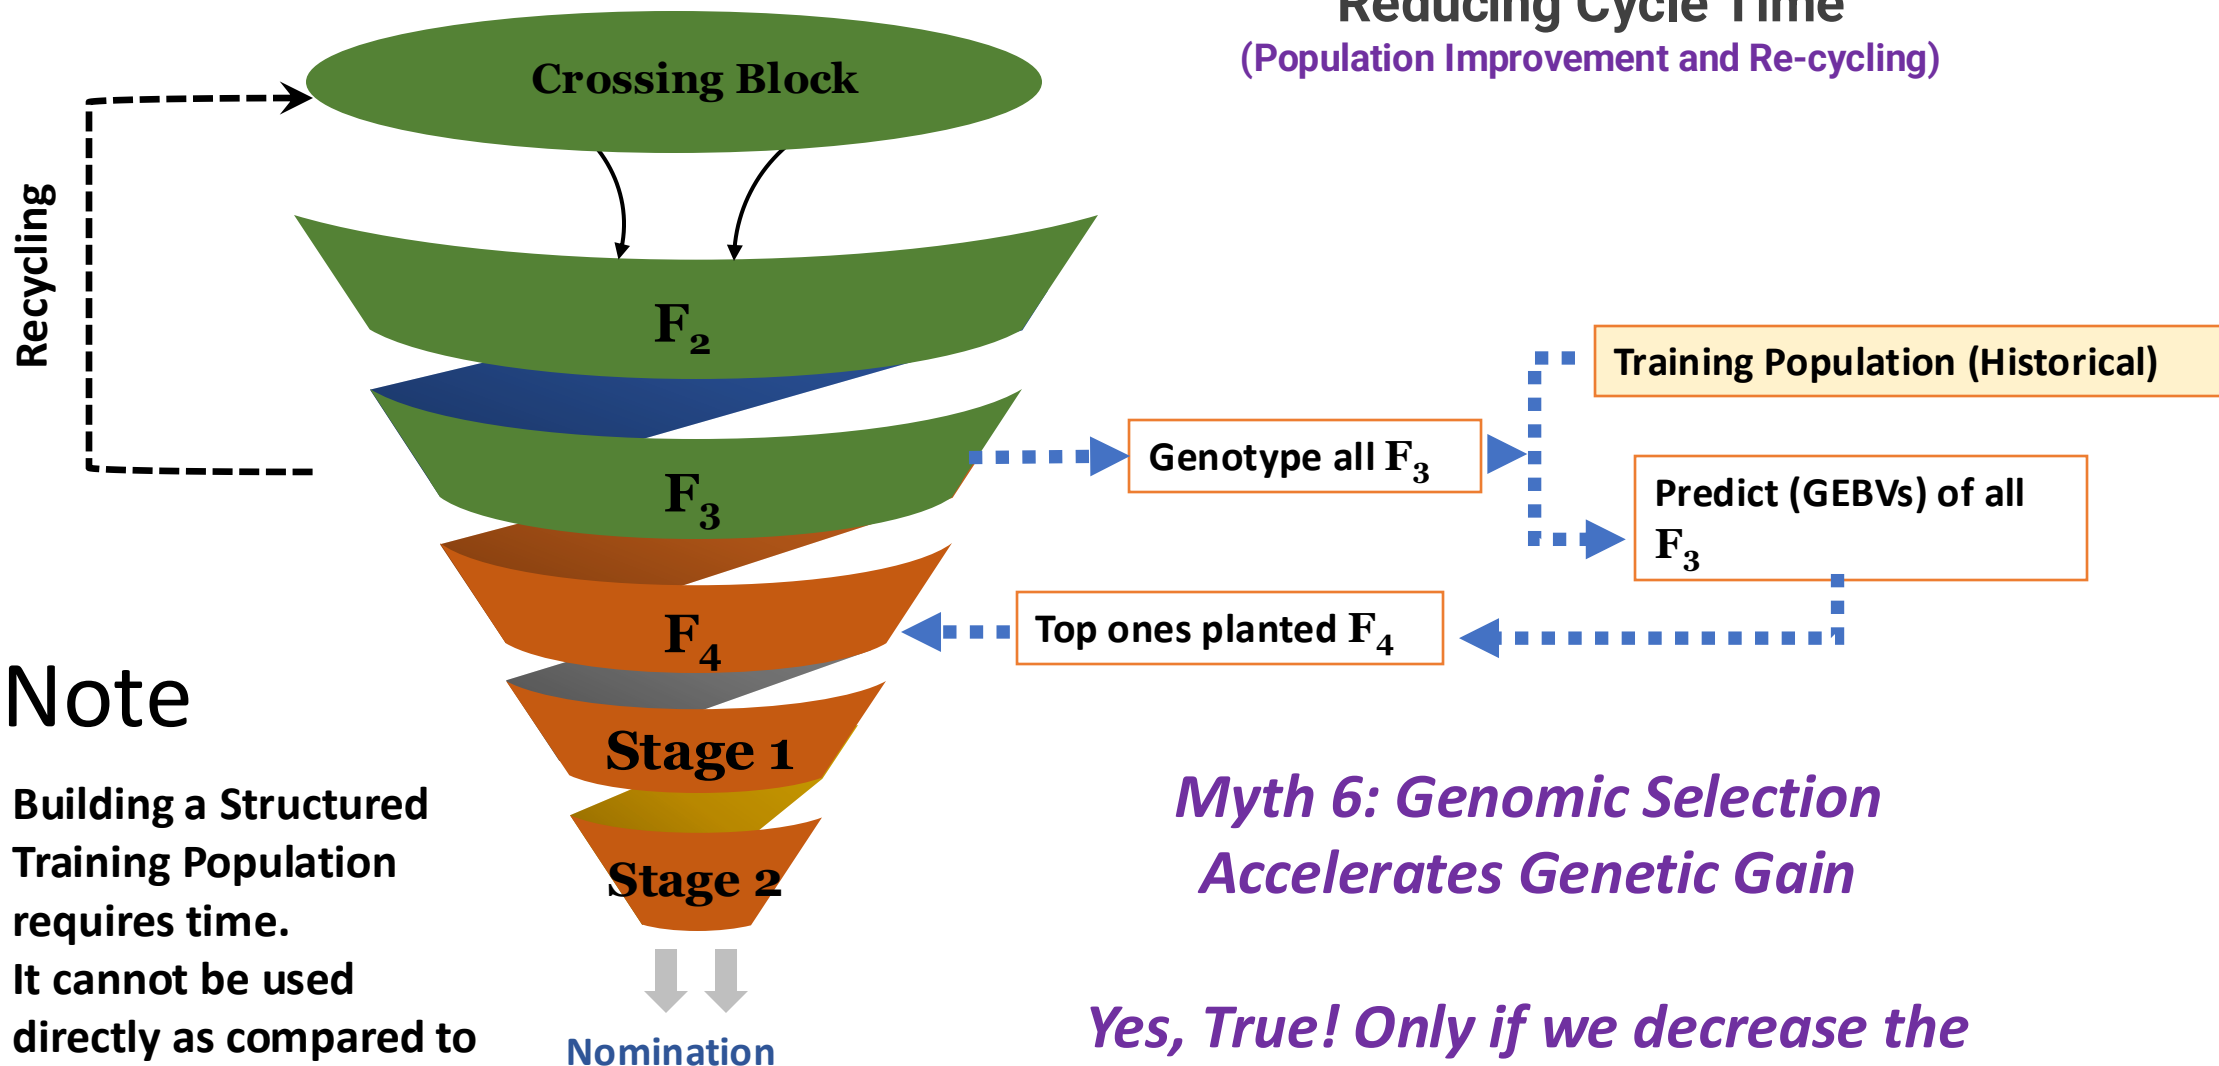 Reducing Cycle Time
(Population Improvement and Re-cycling)
Crossing Block
Recycling
F₂
F₃
F₄
Stage 1
Stage 2
Nomination
Training Population (Historical)
Genotype all F₃
Predict (GEBVs) of all
F₃
Top ones planted F₄
Note
Building a Structured
Training Population
requires time.
It cannot be used
directly as compared to
Myth 6: Genomic Selection
Accelerates Genetic Gain
Yes, True! Only if we decrease the